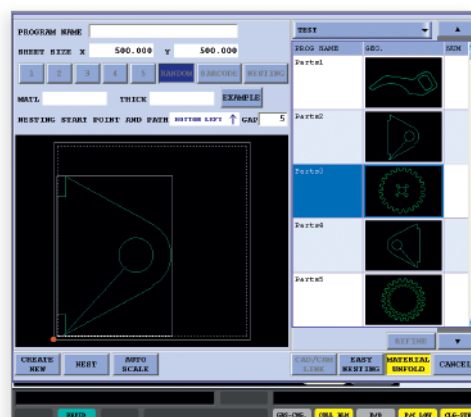 PROGRAM NAME
SHEET SIZE X 500.000 Y 500.000
1 2 3 4 5 RANDOM BARCODE NESTING
MATL THICK EXAMPLE
NESTING START POINT AND PATH BOTTOM LEFT ↑ GAP 5
CREATE NEW
NEST
AUTO SCALE
TEST
PROG NAME GEO. NUM
Parts1
Parts2
Parts3
Parts4
Parts5
REFINE
CAD/CAM LINK
EASY NESTING
MATERIAL UNFOLD
CANCEL